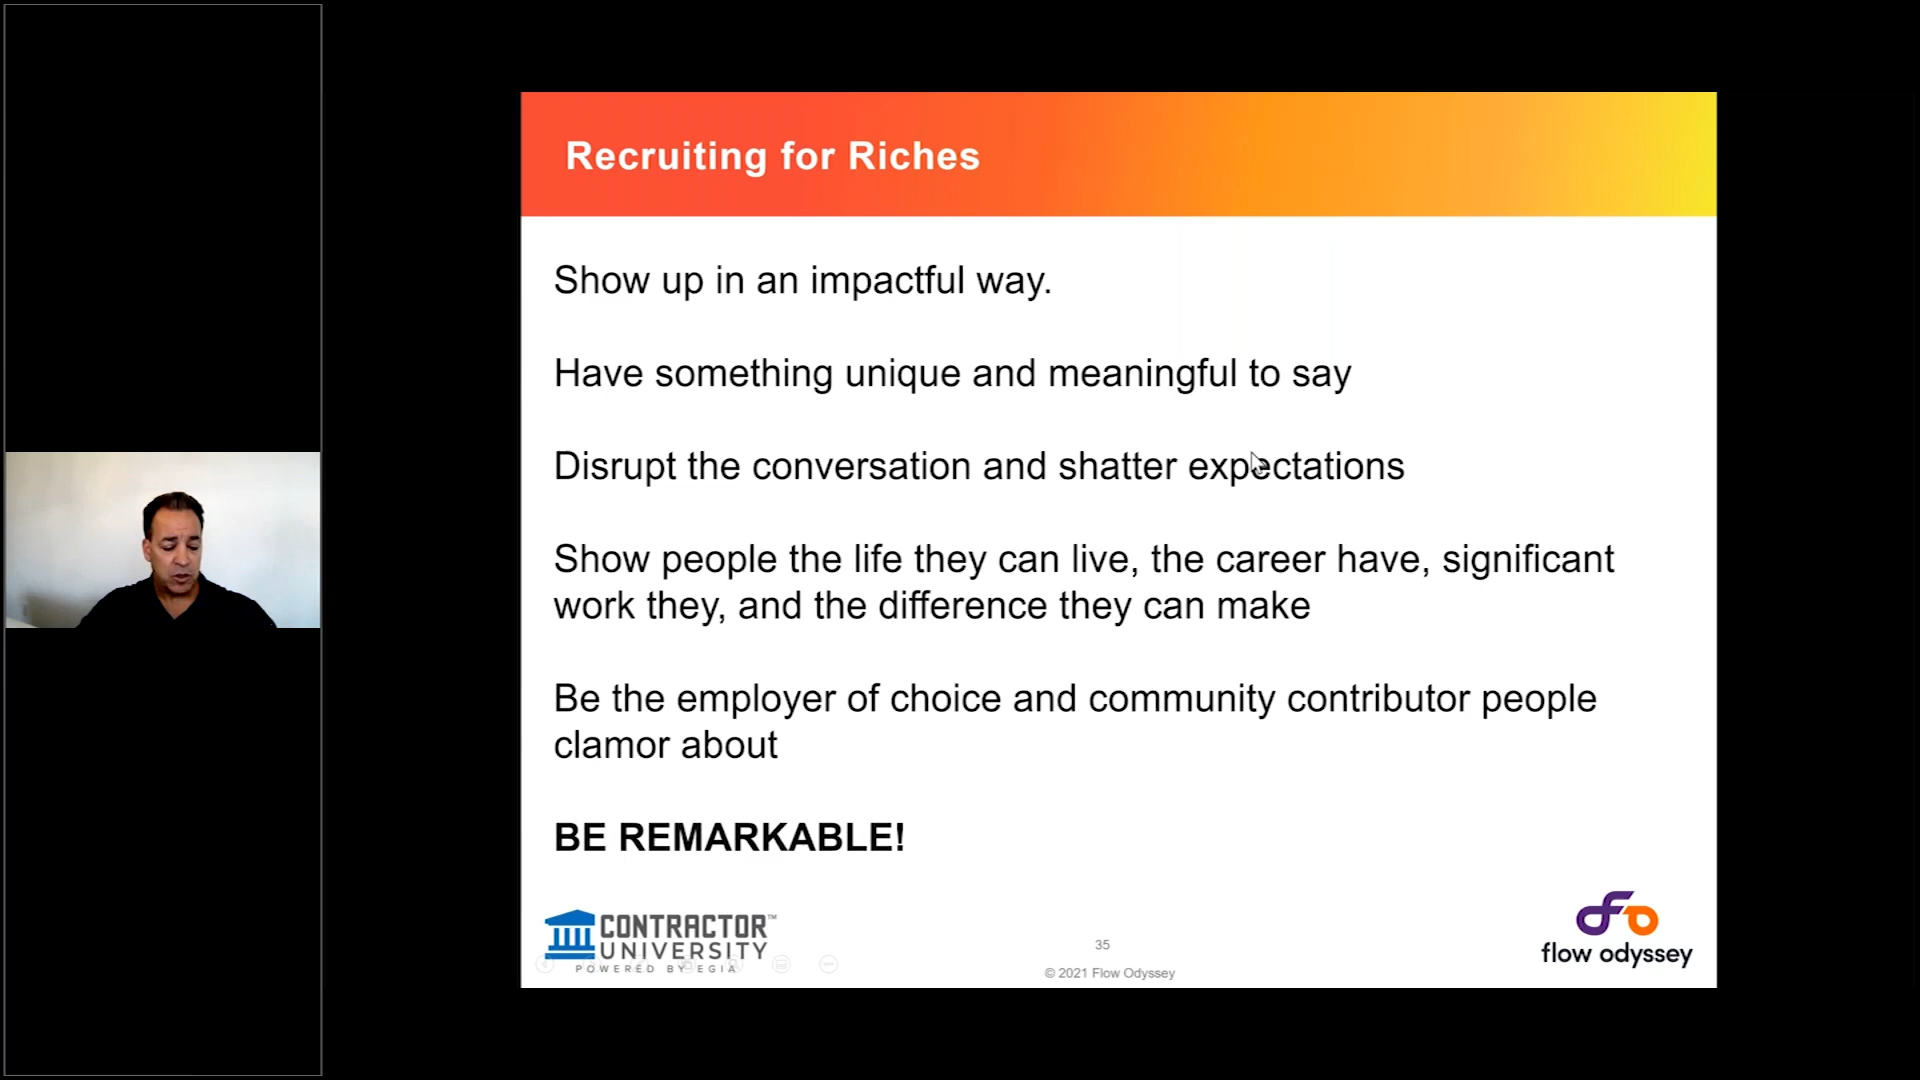 Recruiting for Riches
Show up in an impactful way.
Have something unique and meaningful to say
Disrupt the conversation and shatter expectations
Show people the life they can live, the career have, significant
work they, and the difference they can make
Be the employer of choice and community contributor people
clamor about
BE REMARKABLE!
CONTRACTOR™
UNIVERSITY
POWERED BY EGIA
35
© 2021 Flow Odyssey
flow odyssey